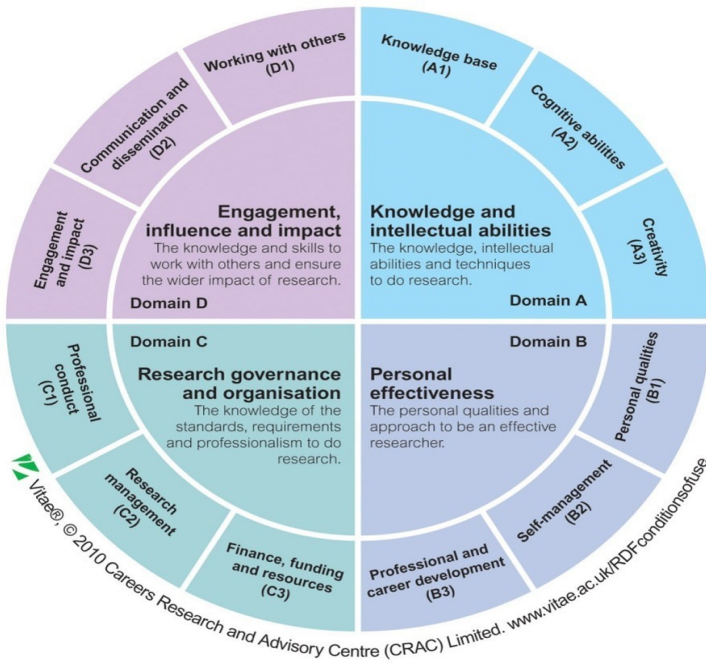 Knowledge base
(A1)
Cognitive abilities
(A2)
Creativity
(A3)
Knowledge and
intellectual abilities
The knowledge, intellectual
abilities and techniques
to do research.
Domain A
Domain B
Personal
effectiveness
The personal qualities and
approach to be an effective
researcher.
Personal qualities
(B1)
Self-management
(B2)
Professional and
career development
(B3)
Domain C
Research governance
and organisation
The knowledge of the
standards, requirements
and professionalism to do
research.
Professional
conduct
(C1)
Research
management
(C2)
Finance, funding
and resources
(C3)
Working with others
(D1)
Communication and
dissemination
(D2)
Engagement
and impact
(D3)
Engagement,
influence and impact
The knowledge and skills to
work with others and ensure
the wider impact of research.
Domain D
Vitae®, © 2010 Careers Research and Advisory Centre (CRAC) Limited. www.vitae.ac.uk/RDFconditionsofuse